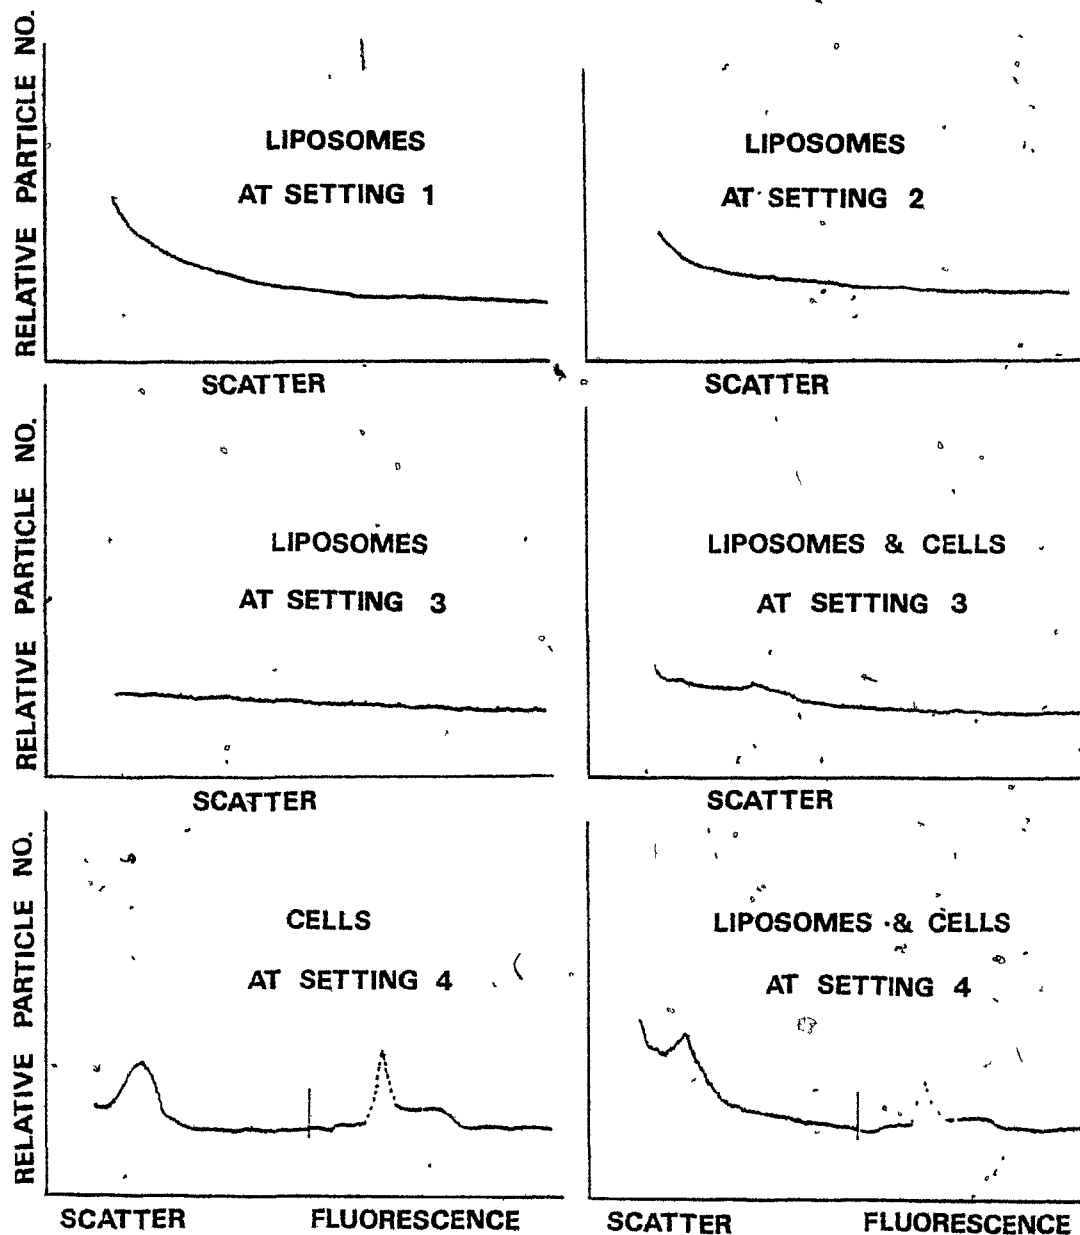 RELATIVE PARTICLE NO.
LIPOSOMES
AT SETTING 1
SCATTER
LIPOSOMES
AT SETTING 2
SCATTER
RELATIVE PARTICLE NO.
LIPOSOMES
AT SETTING 3
SCATTER
LIPOSOMES & CELLS
AT SETTING 3
SCATTER
RELATIVE PARTICLE NO.
CELLS
AT SETTING 4
SCATTER FLUORESCENCE
LIPOSOMES & CELLS
AT SETTING 4
SCATTER FLUORESCENCE